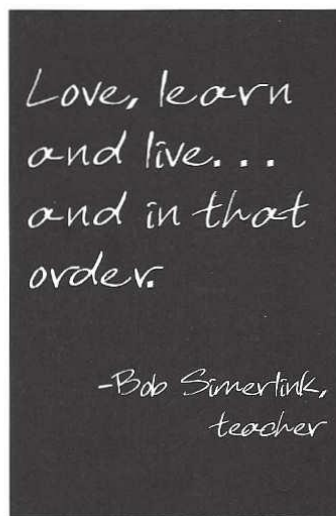 Love, learn
and live...
and in that
order.
-Bob Simerlink,
teacher